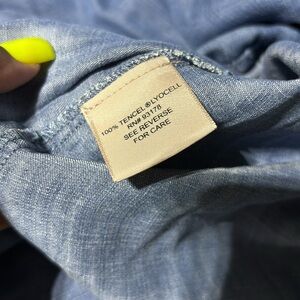 100% TENCEL®LYOCELL
RN# 93178
SEE REVERSE
FOR CARE